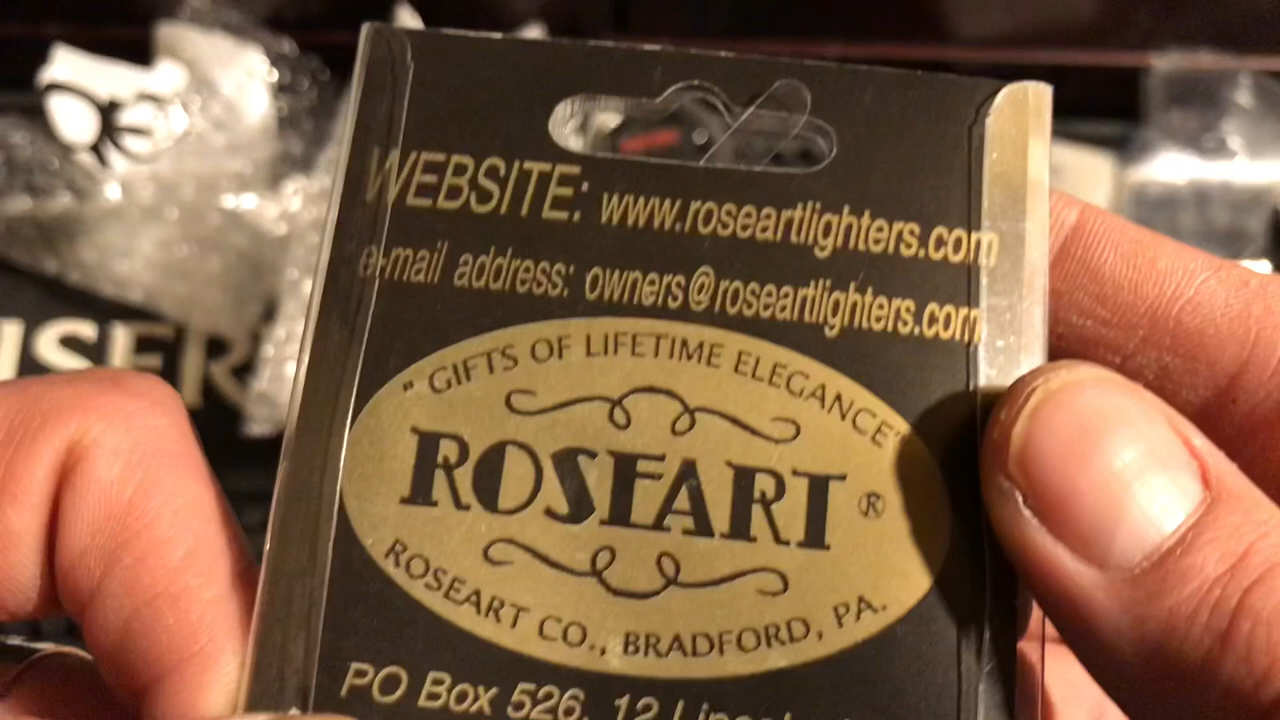 WEBSITE: www.roseartlighters.com
e-mail address: owners@roseartlighters.com
" GIFTS OF LIFETIME ELEGANCE"
ROSEART ®
ROSEART CO., BRADFORD, PA.
PO Box 526, 12